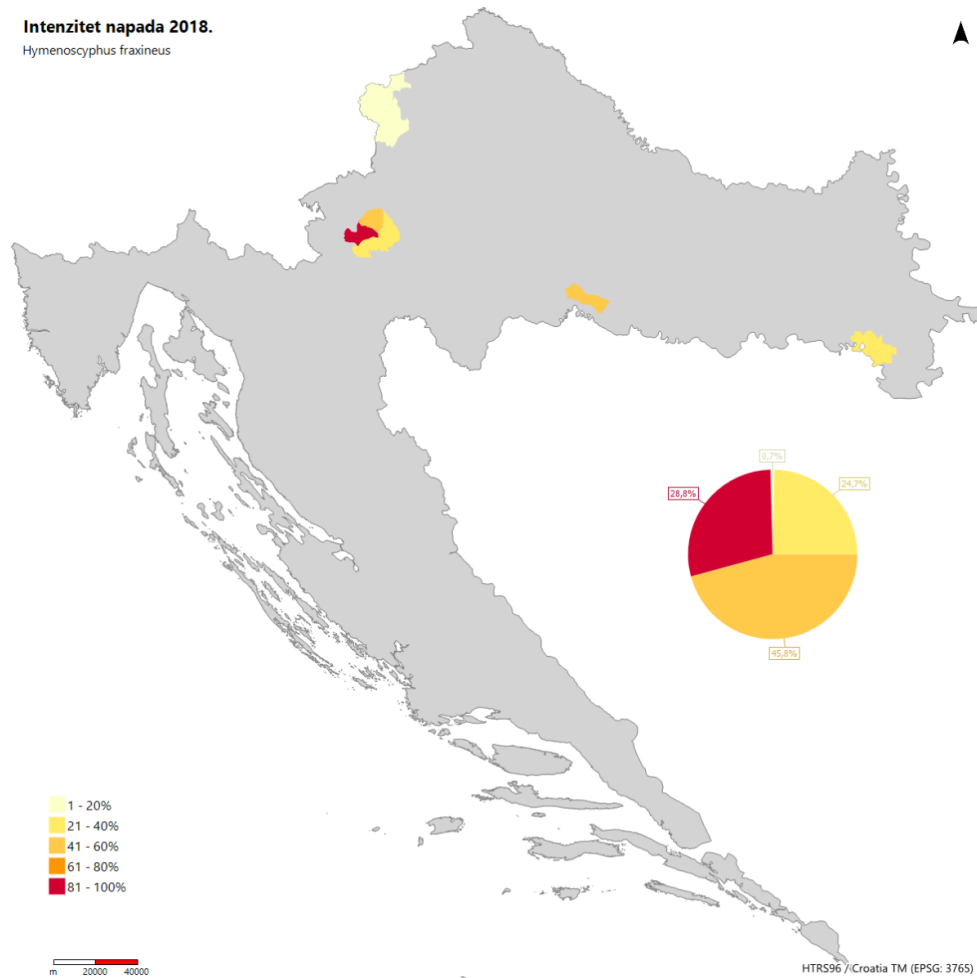 Intenzitet napada 2018.
Hymenoscyphus fraxineus
0,7%
28,8%
24,7%
45,8%
1 - 20%
21 - 40%
41 - 60%
61 - 80%
81 - 100%
m 20000 40000
HTRS96 / Croatia TM (EPSG: 3765)